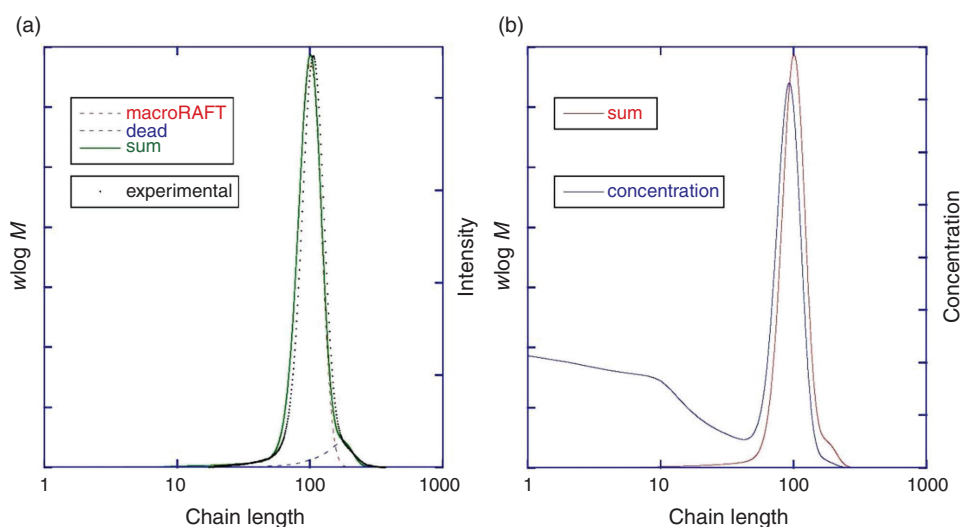 (a)
macroRAFT
dead
sum
experimental
wlog M
Intensity
1
10
100
1000
Chain length
(b)
sum
concentration
wlog M
Concentration
1
10
100
1000
Chain length